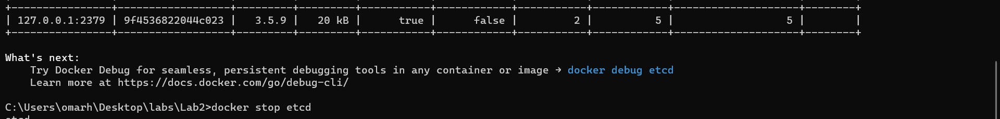 +----------------+------------------+---------+---------+-----------+------------+-----------+------------+--------------------+--------+
| 127.0.0.1:2379 | 9f4536822044c023 |   3.5.9 |   20 kB |      true |      false |         2 |          5 |                  5 |        |
+----------------+------------------+---------+---------+-----------+------------+-----------+------------+--------------------+--------+
What's next:
    Try Docker Debug for seamless, persistent debugging tools in any container or image → docker debug etcd
    Learn more at https://docs.docker.com/go/debug-cli/
C:\Users\omarh\Desktop\labs\Lab2>docker stop etcd
etcd